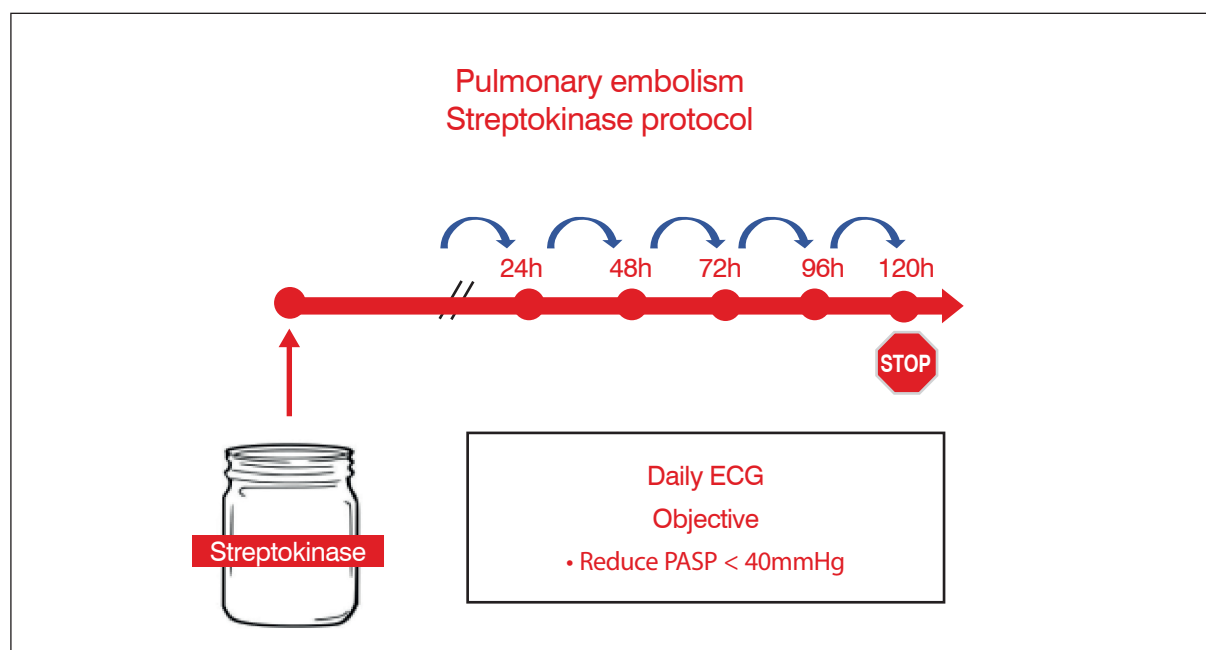 Pulmonary embolism
Streptokinase protocol
24h 48h 72h 96h 120h
STOP
Streptokinase
Daily ECG
Objective
• Reduce PASP < 40mmHg